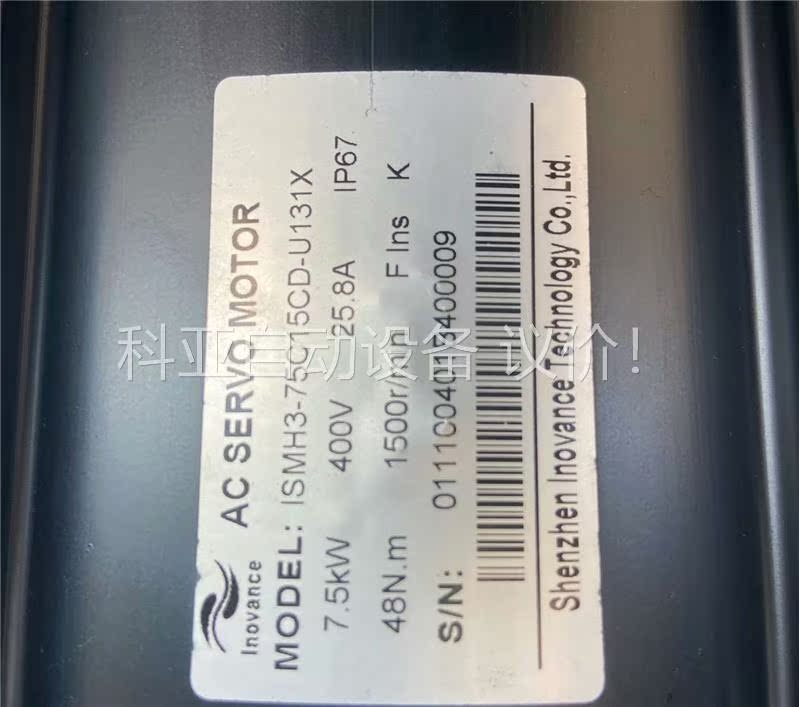 Inovance
AC SERVO MOTOR
MODEL: ISMH3-75C15CD-U131X
7.5kW 400V 25.8A IP67
48N.m 1500r/min F Ins K
S/N:
Shenzhen Inovance Technology Co.,Ltd.
科亚自动设备 议价！